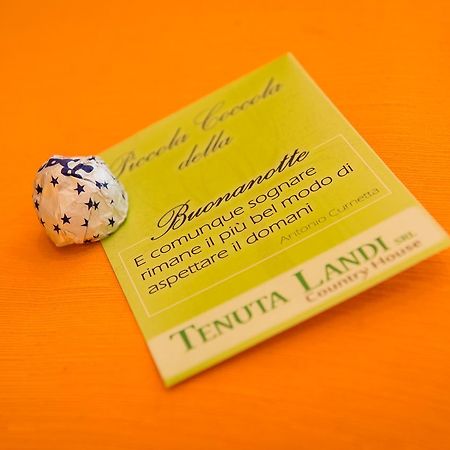 Piccola Coccola
della
Buonanotte
E comunque sognare
rimane il più bel modo di
aspettare il domani
Antonio Curnetta
TENUTA LANDI SRL
Country House